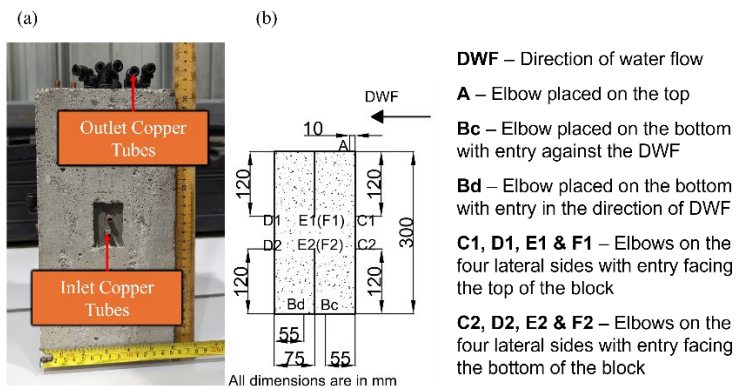 (a)
(b)
Outlet Copper
Tubes
Inlet Copper
Tubes
DWF
10
A
120
120
300
D1 E1(F1) C1
D2 E2(F2) C2
120
120
Bd Bc
55
75 55
All dimensions are in mm
DWF – Direction of water flow
A – Elbow placed on the top
Bc – Elbow placed on the bottom
with entry against the DWF
Bd – Elbow placed on the bottom
with entry in the direction of DWF
C1, D1, E1 & F1 – Elbows on the
four lateral sides with entry facing
the top of the block
C2, D2, E2 & F2 – Elbows on the
four lateral sides with entry facing
the bottom of the block